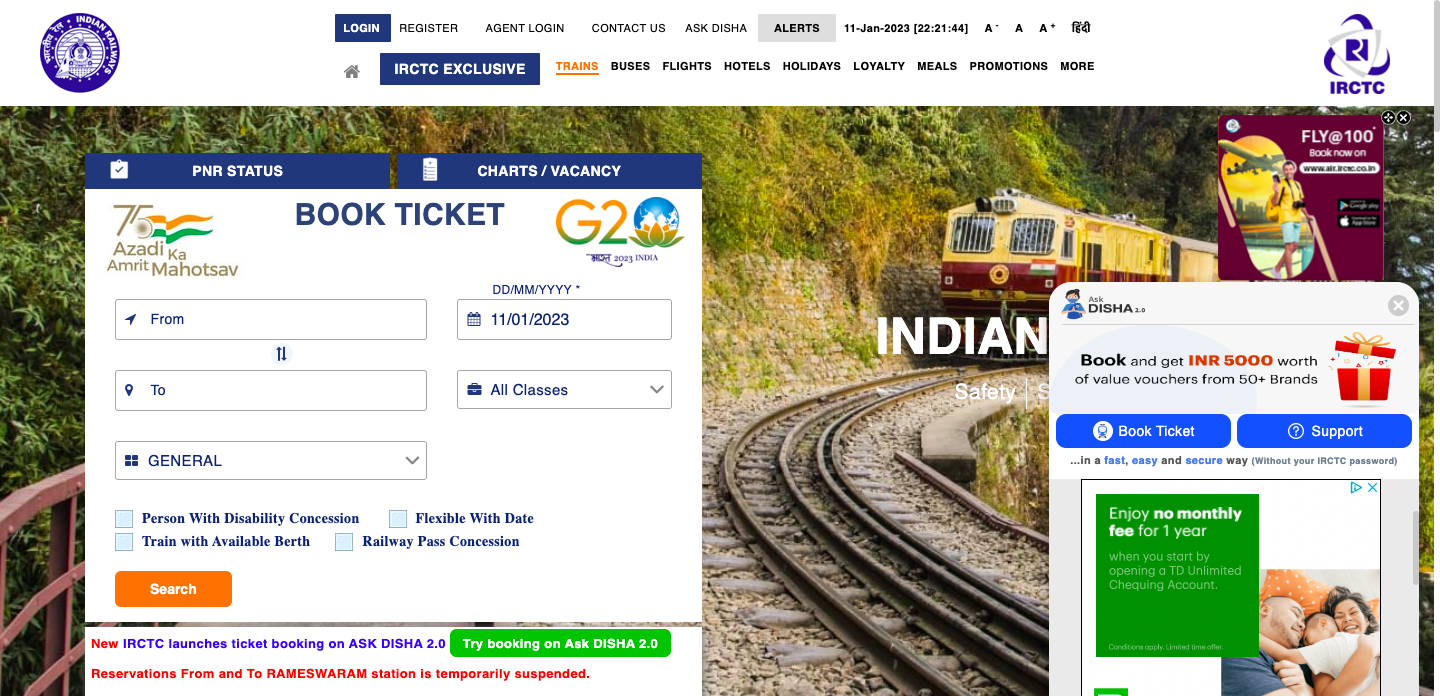 LOGIN REGISTER AGENT LOGIN CONTACT US ASK DISHA ALERTS 11-Jan-2023 [22:21:44] A - A A + हिंदी
INDIAN RAILWAYS
भारतीय रेल
IRCTC EXCLUSIVE TRAINS BUSES FLIGHTS HOTELS HOLIDAYS LOYALTY MEALS PROMOTIONS MORE
IRCTC
PNR STATUS CHARTS / VACANCY
75
Azadi Ka
Amrit Mahotsav
BOOK TICKET
G20
भारत 2023 INDIA
DD/MM/YYYY *
From
11/01/2023
To
All Classes
GENERAL
Person With Disability Concession Flexible With Date
Train with Available Berth Railway Pass Concession
Search
New IRCTC launches ticket booking on ASK DISHA 2.0 Try booking on Ask DISHA 2.0
Reservations From and To RAMESWARAM station is temporarily suspended.
INDIAN
Safety | S
FLY@100*
Book now on
www.air.irctc.co.in
Google play
App Store
Ask
DISHA 2.0
Book and get INR 5000 worth
of value vouchers from 50+ Brands
Book Ticket Support
...in a fast, easy and secure way (Without your IRCTC password)
Enjoy no monthly
fee for 1 year
when you start by
opening a TD Unlimited
Chequing Account.
Conditions apply. Limited time offer.